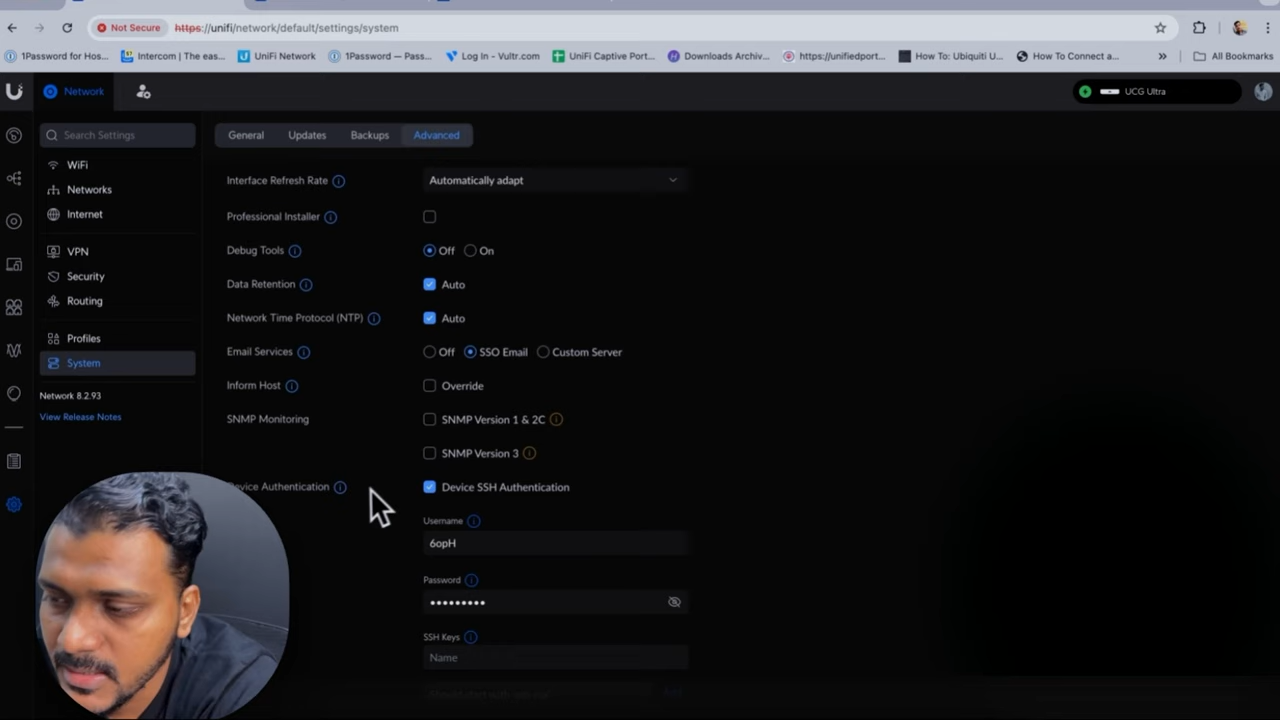 Not Secure https://unifi/network/default/settings/system
1Password for Hos... Intercom | The eas... UniFi Network 1Password — Pass... Log In - Vultr.com UniFi Captive Port... Downloads Archiv... https://unifiedport... How To: Ubiquiti U... How To Connect a... » All Bookmarks
Network UCG Ultra
Search Settings General Updates Backups Advanced
WiFi
Networks
Internet
VPN
Security
Routing
Profiles
System
Network 8.2.93
View Release Notes
Interface Refresh Rate Automatically adapt
Professional Installer
Debug Tools Off On
Data Retention Auto
Network Time Protocol (NTP) Auto
Email Services Off SSO Email Custom Server
Inform Host Override
SNMP Monitoring SNMP Version 1 & 2C
SNMP Version 3
Device Authentication Device SSH Authentication
Username
6opH
Password
•••••••••
SSH Keys
Name
Add